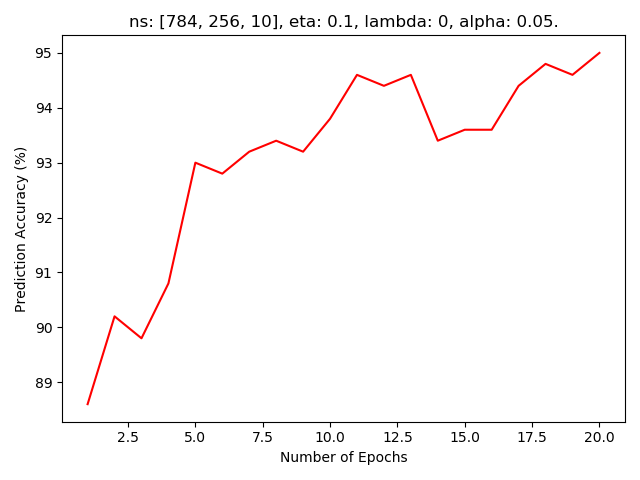 ns: [784, 256, 10], eta: 0.1, lambda: 0, alpha: 0.05.
Prediction Accuracy (%)
95
94
93
92
91
90
89
2.5 5.0 7.5 10.0 12.5 15.0 17.5 20.0
Number of Epochs